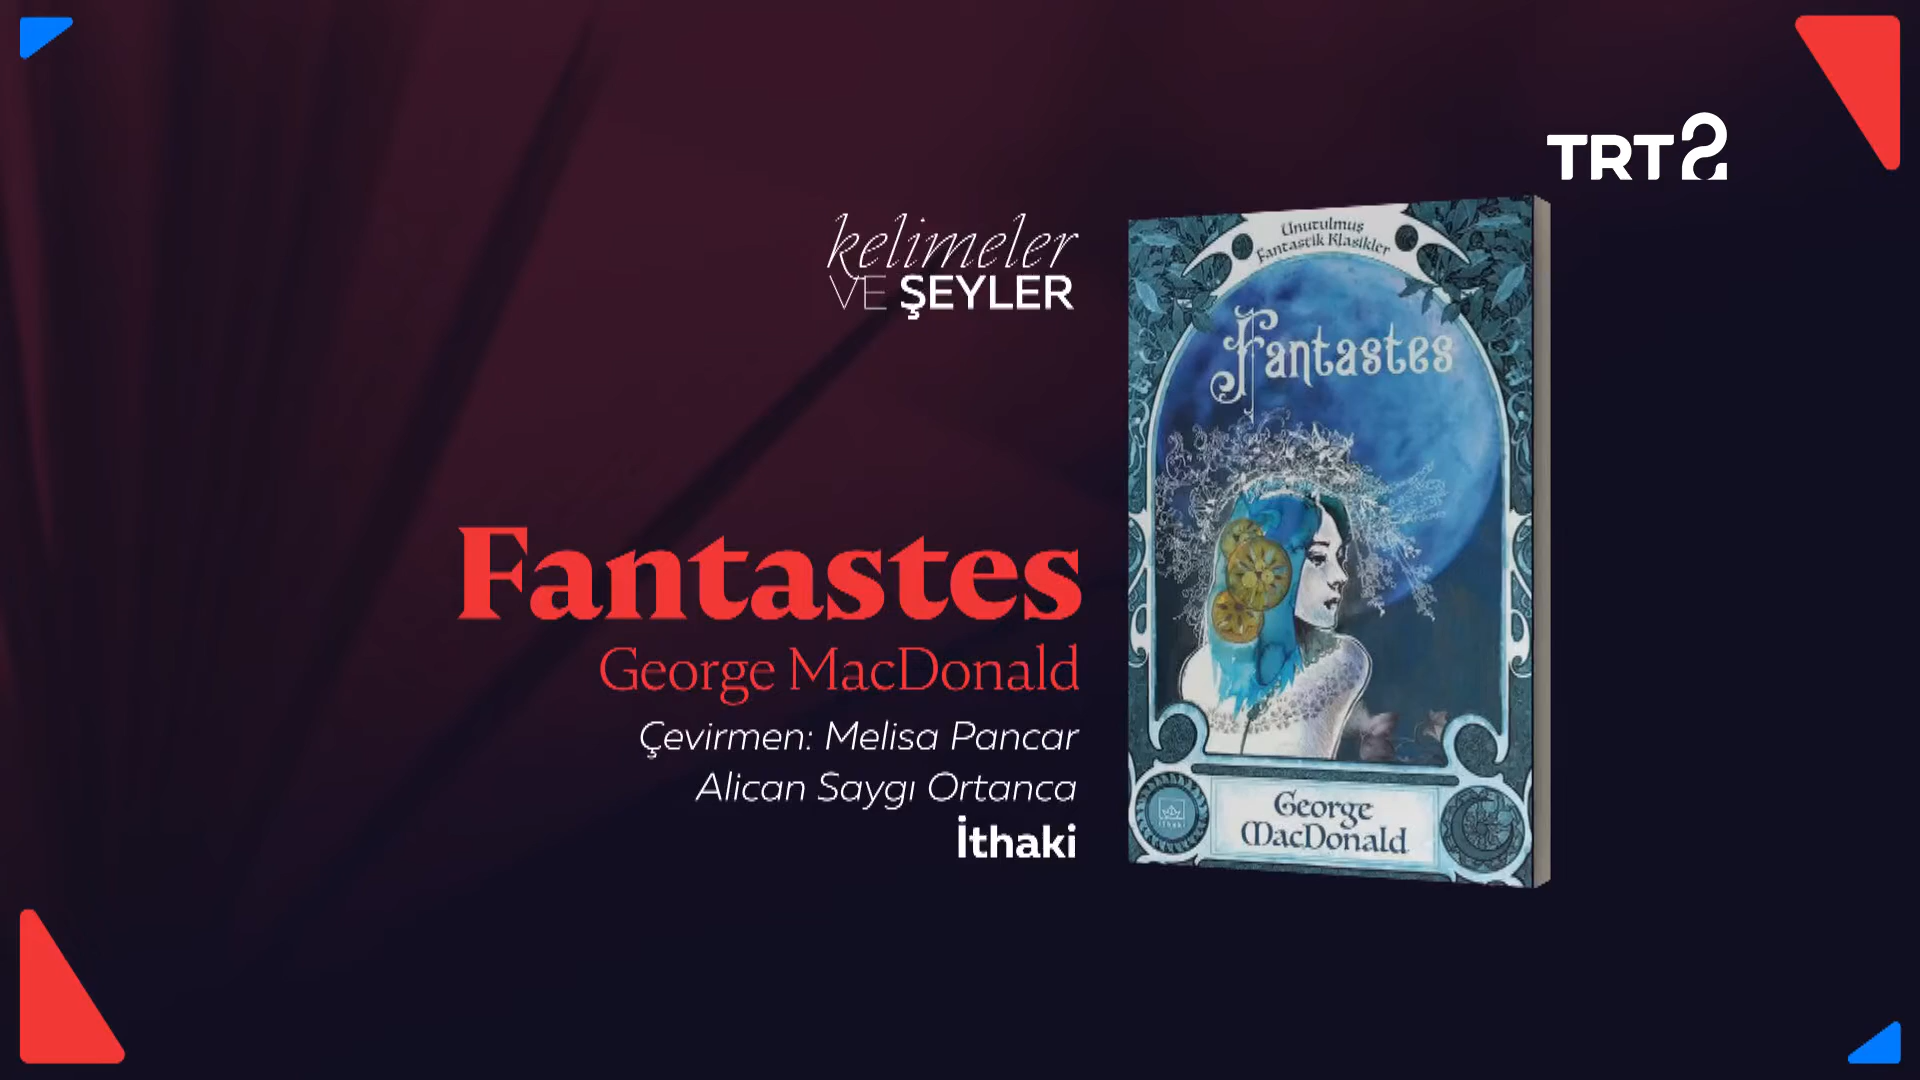 TRT2
kelimeler
VE ŞEYLER
Fantastes
George MacDonald
Çevirmen: Melisa Pancar
Alican Saygı Ortanca
İthaki
Unutulmuş
Fantastik Klasikler
Fantastes
George
MacDonald
ithaki